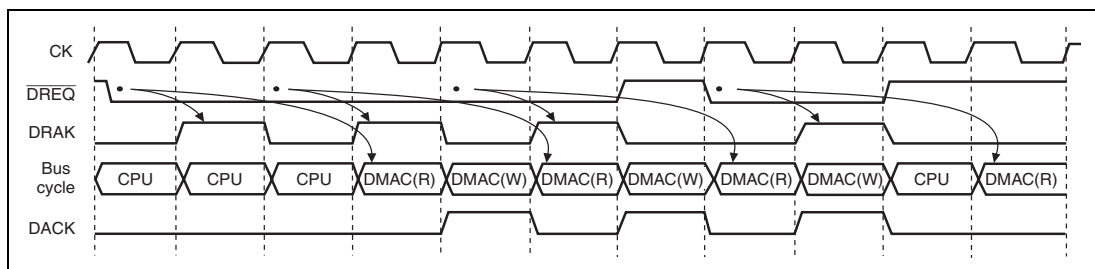 CK
DREQ
DRAK
Bus
cycle
CPU CPU CPU DMAC(R) DMAC(W) DMAC(R) DMAC(W) DMAC(R) DMAC(W) CPU DMAC(R)
DACK